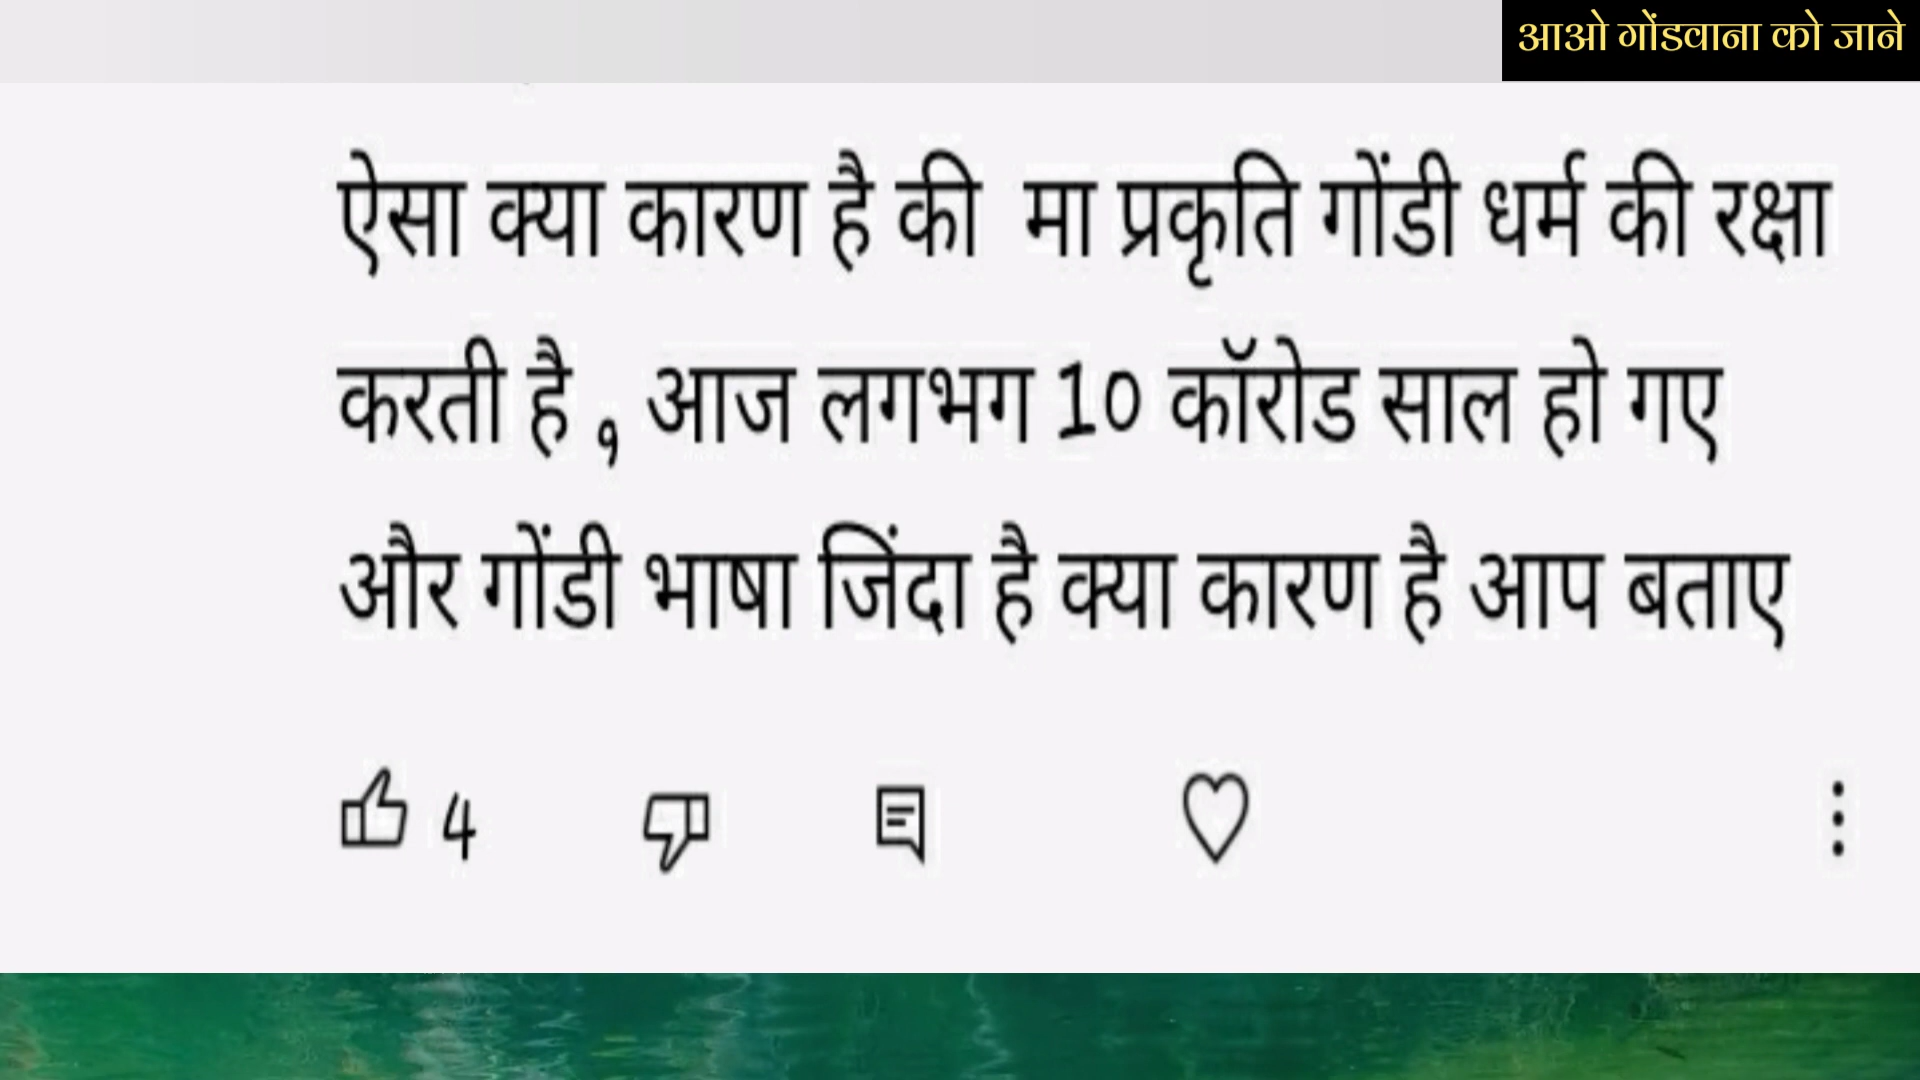 आओ गोंडवाना को जाने
ऐसा क्या कारण है की मा प्रकृति गोंडी धर्म की रक्षा
करती है , आज लगभग 10 कॉरोड साल हो गए
और गोंडी भाषा जिंदा है क्या कारण है आप बताए
4